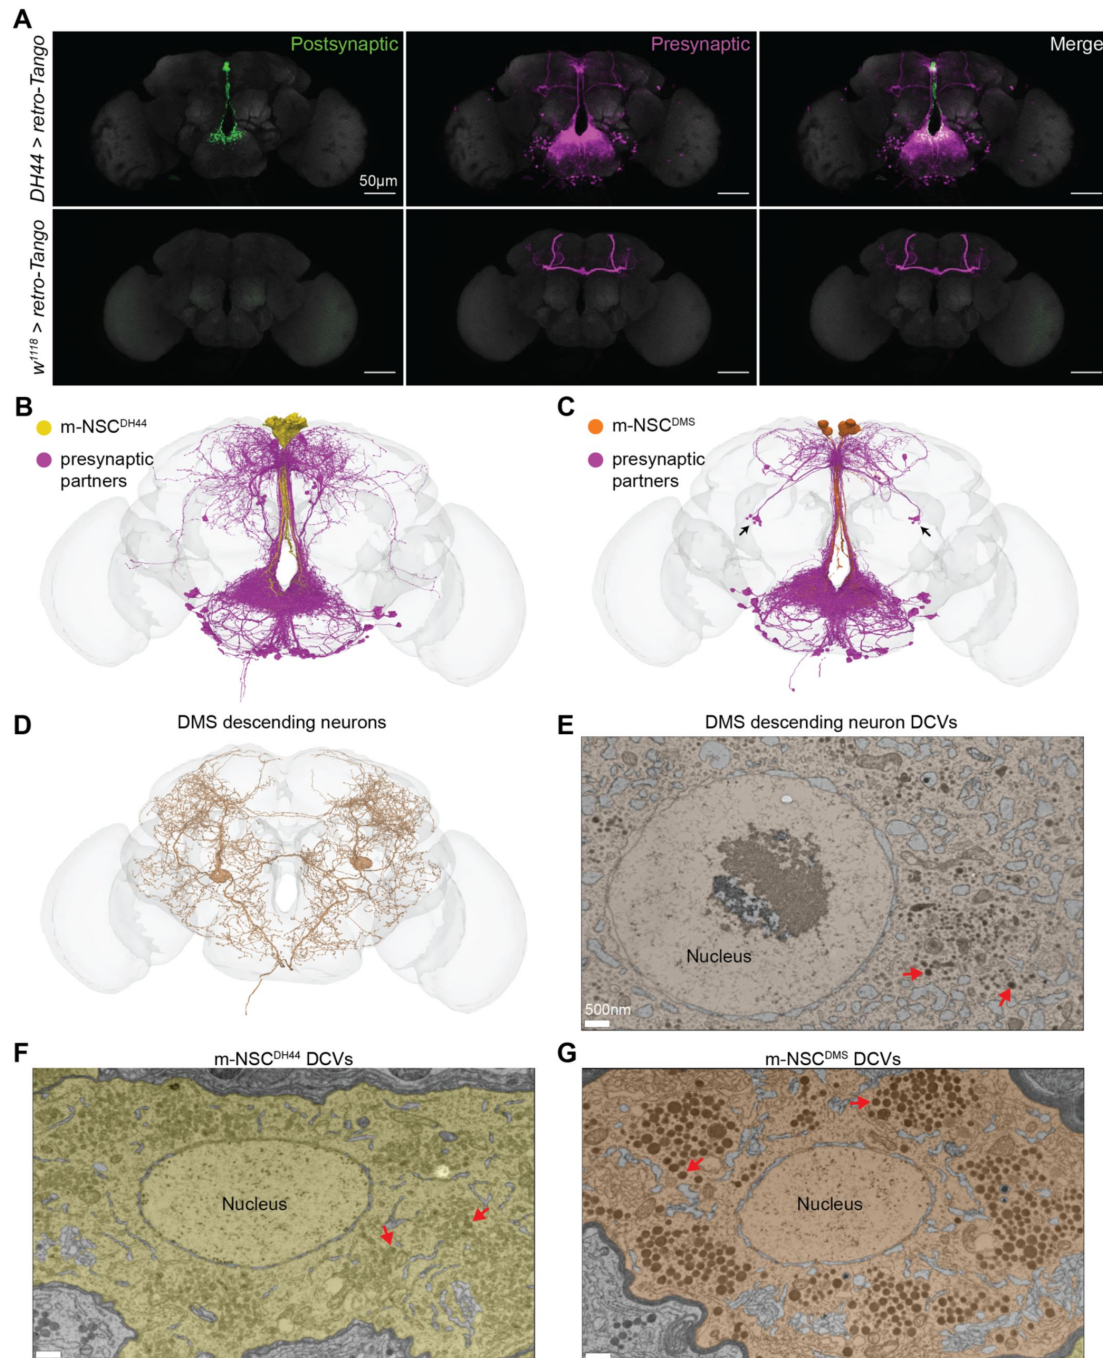 A
DH44 > retro-Tango
Postsynaptic
Presynaptic
Merge
50µm
w1118 > retro-Tango
B
m-NSCDH44
presynaptic
partners
C
m-NSCDMS
presynaptic
partners
D
DMS descending neurons
E
DMS descending neuron DCVs
Nucleus
500nm
F
m-NSCDH44 DCVs
Nucleus
G
m-NSCDMS DCVs
Nucleus